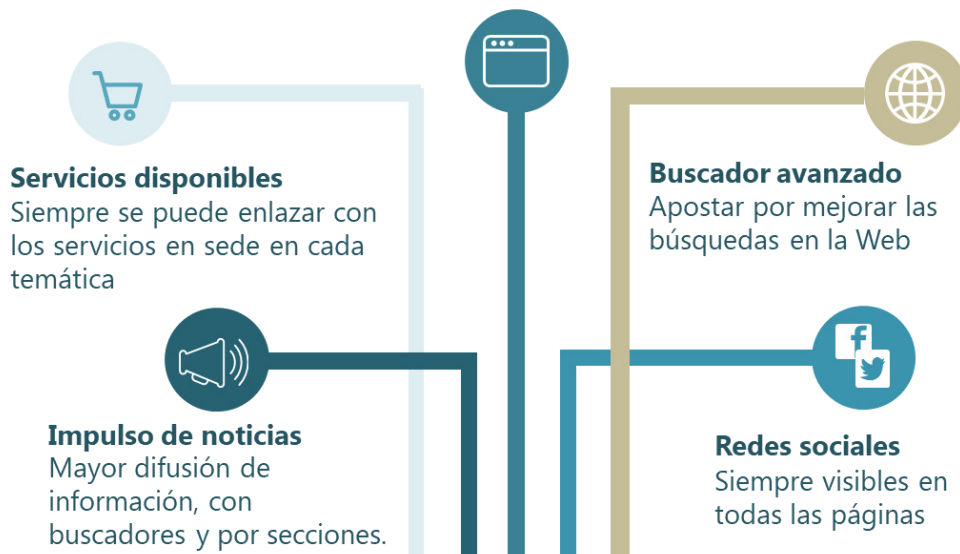 Servicios disponibles
Siempre se puede enlazar con
los servicios en sede en cada
temática
Buscador avanzado
Apostar por mejorar las
búsquedas en la Web
Impulso de noticias
Mayor difusión de
información, con
buscadores y por secciones.
Redes sociales
Siempre visibles en
todas las páginas